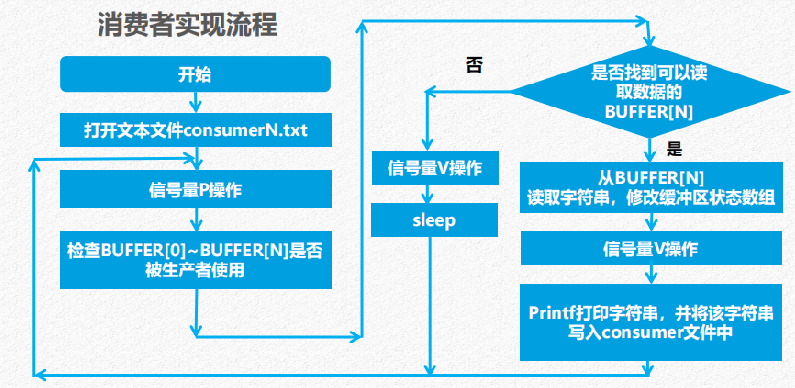 消费者实现流程
开始
打开文本文件consumerN.txt
信号量P操作
检查BUFFER[0]~BUFFER[N]是否
被生产者使用
否
是否找到可以读
取数据的
BUFFER[N]
是
信号量V操作
sleep
从BUFFER[N]
读取字符串，修改缓冲区状态数组
信号量V操作
Printf打印字符串，并将该字符串
写入consumer文件中